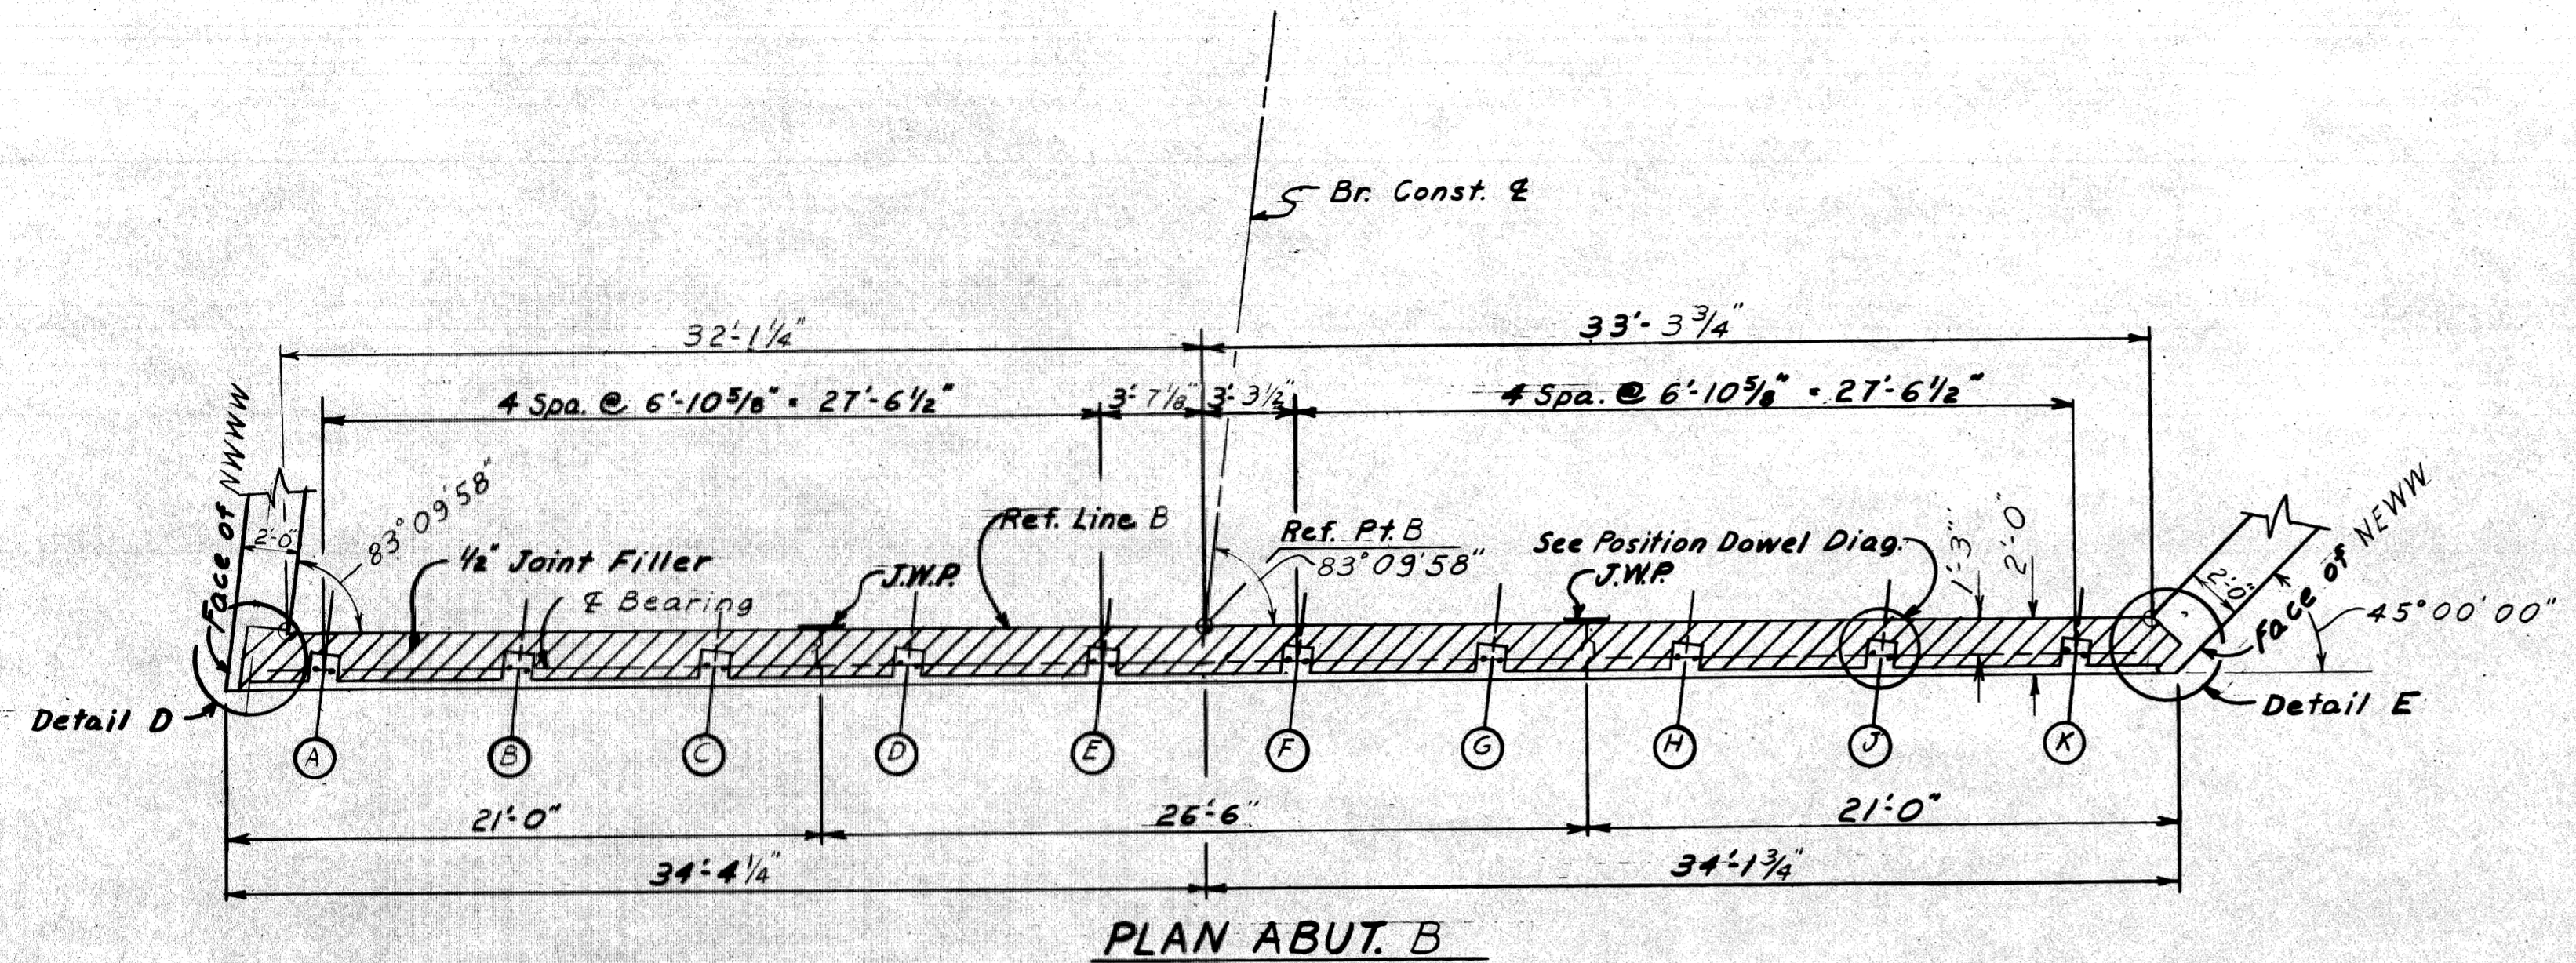 Br. Const. ℄
32'-1¼"
33'-3¾"
4 Spa. @ 6'-10⅝" = 27'-6½"
3'-7⅛"
3'-3½"
4 Spa. @ 6'-10⅝" = 27'-6½"
Face of NWWW
2'-0"
83°09'58"
½" Joint Filler
℄ Bearing
J.W.P.
Ref. Line B
Ref. Pt. B
83°09'58"
See Position Dowel Diag.
J.W.P.
1'-3"
2'-0"
2'-0"
Face of NEWW
45°00'00"
Detail D
Detail E
A
B
C
D
E
F
G
H
J
K
21'-0"
26'-6"
21'-0"
34'-4¼"
34'-1¾"
PLAN ABUT. B